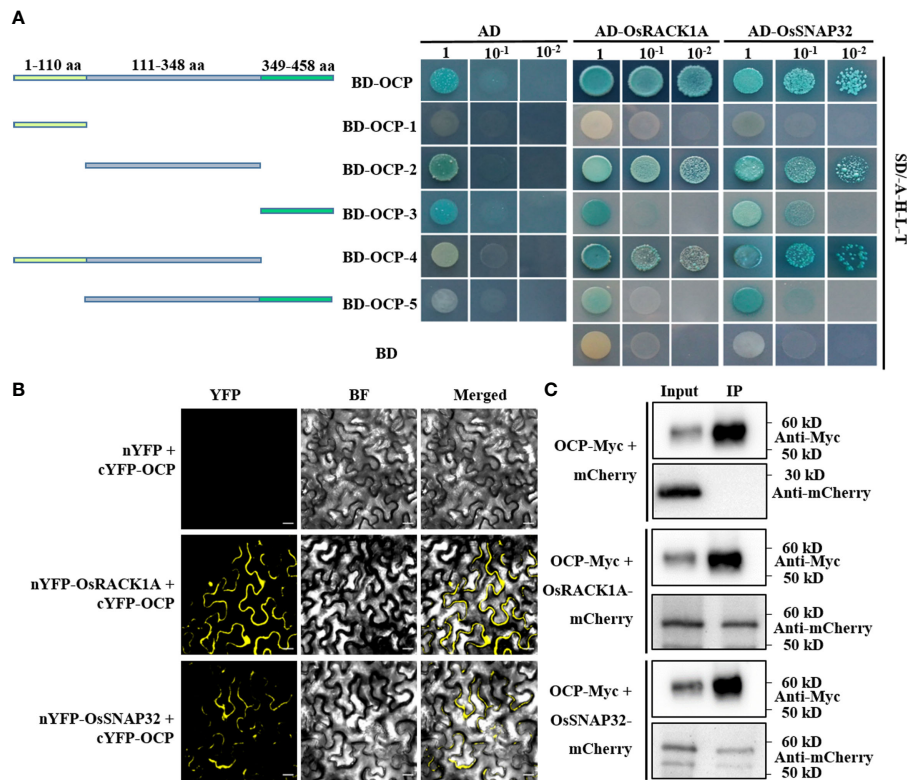 A
AD AD-OsRACK1A AD-OsSNAP32
1 10-1 10-2 1 10-1 10-2 1 10-1 10-2
1-110 aa 111-348 aa 349-458 aa
BD-OCP
BD-OCP-1
BD-OCP-2
BD-OCP-3
BD-OCP-4
BD-OCP-5
BD
SD/-A-H-L-T
B
YFP BF Merged
nYFP +
cYFP-OCP
nYFP-OsRACK1A +
cYFP-OCP
nYFP-OsSNAP32 +
cYFP-OCP
C
Input IP
OCP-Myc +
mCherry
60 kD
Anti-Myc
50 kD
30 kD
Anti-mCherry
OCP-Myc +
OsRACK1A-
mCherry
60 kD
Anti-Myc
50 kD
60 kD
Anti-mCherry
50 kD
OCP-Myc +
OsSNAP32-
mCherry
60 kD
Anti-Myc
50 kD
60 kD
Anti-mCherry
50 kD